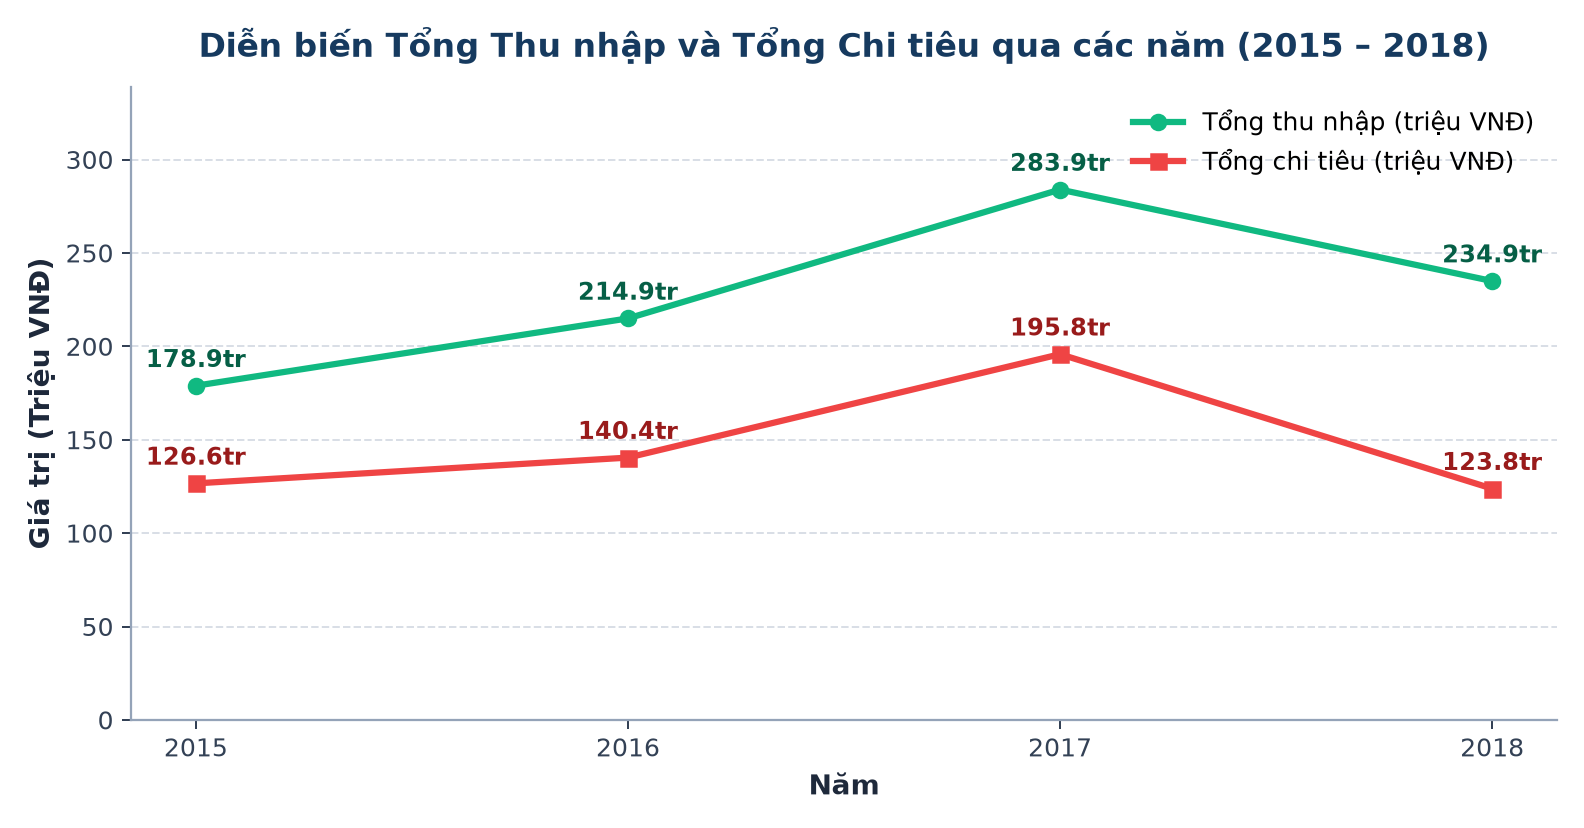 Diễn biến Tổng Thu nhập và Tổng Chi tiêu qua các năm (2015 – 2018)
Tổng thu nhập (triệu VNĐ)
Tổng chi tiêu (triệu VNĐ)
Giá trị (Triệu VNĐ)
300
250
200
150
100
50
0
178.9tr
214.9tr
283.9tr
234.9tr
126.6tr
140.4tr
195.8tr
123.8tr
2015
2016
2017
2018
Năm